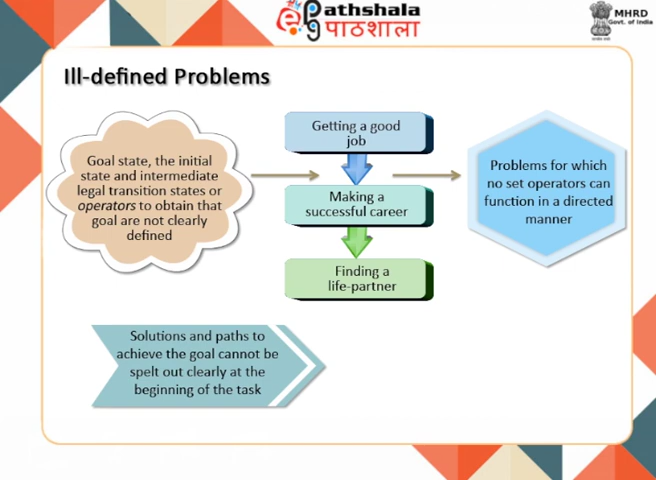 ePathshala
पाठशाला
MHRD
Govt. of India
Ill-defined Problems
Goal state, the initial
state and intermediate
legal transition states or
operators to obtain that
goal are not clearly
defined
Getting a good
job
Making a
successful career
Finding a
life-partner
Problems for which
no set operators can
function in a directed
manner
Solutions and paths to
achieve the goal cannot be
spelt out clearly at the
beginning of the task